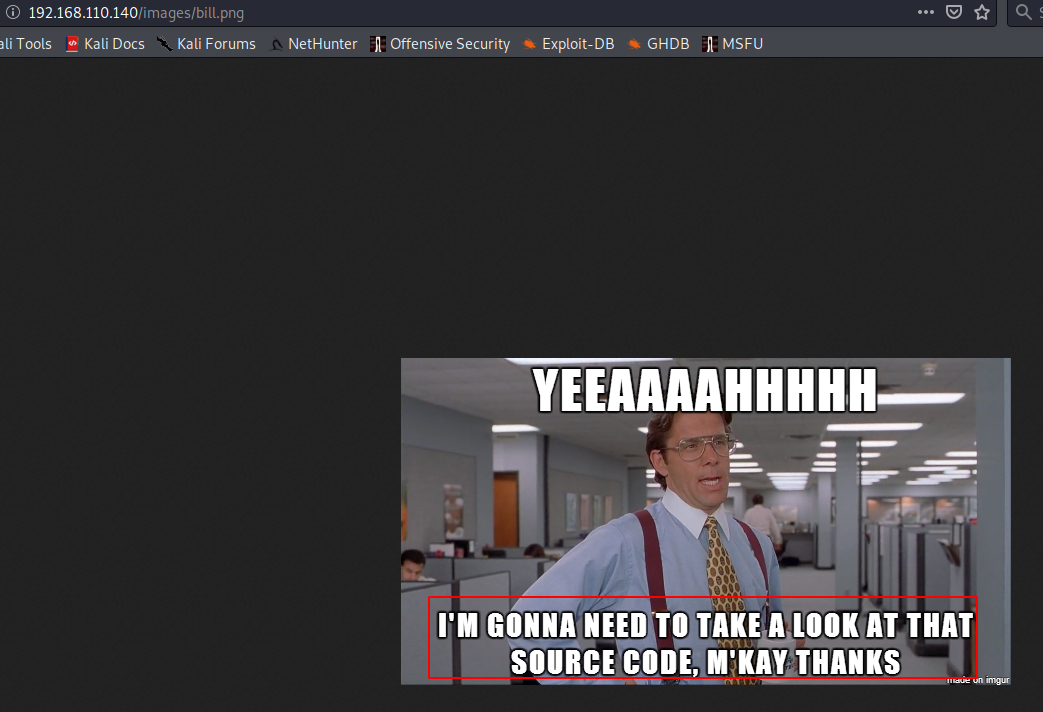 192.168.110.140/images/bill.png
ali Tools Kali Docs Kali Forums NetHunter Offensive Security Exploit-DB GHDB MSFU
YEEAAAAHHHHH
I'M GONNA NEED TO TAKE A LOOK AT THAT
SOURCE CODE, M'KAY THANKS
made on imgur